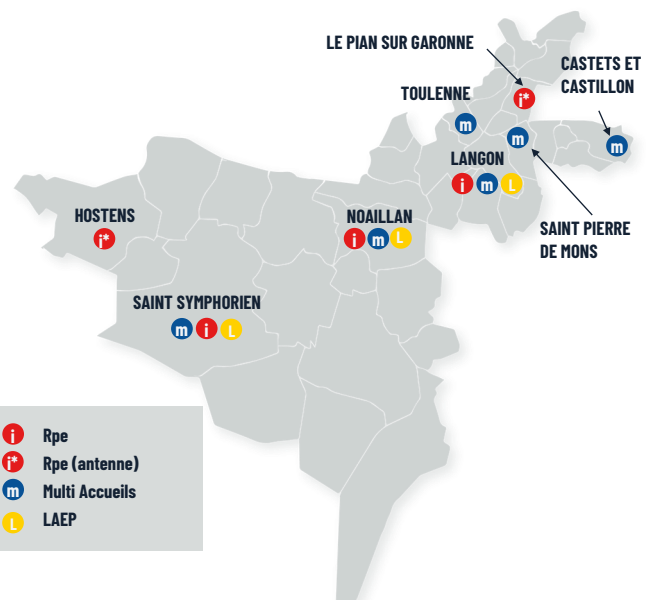 LE PIAN SUR GARONNE
i*
CASTETS ET
CASTILLON
m
TOULENNE
m
m
LANGON
i m L
SAINT PIERRE
DE MONS
HOSTENS
i*
NOAILLAN
i m L
SAINT SYMPHORIEN
m i L
i Rpe
i* Rpe (antenne)
m Multi Accueils
L LAEP